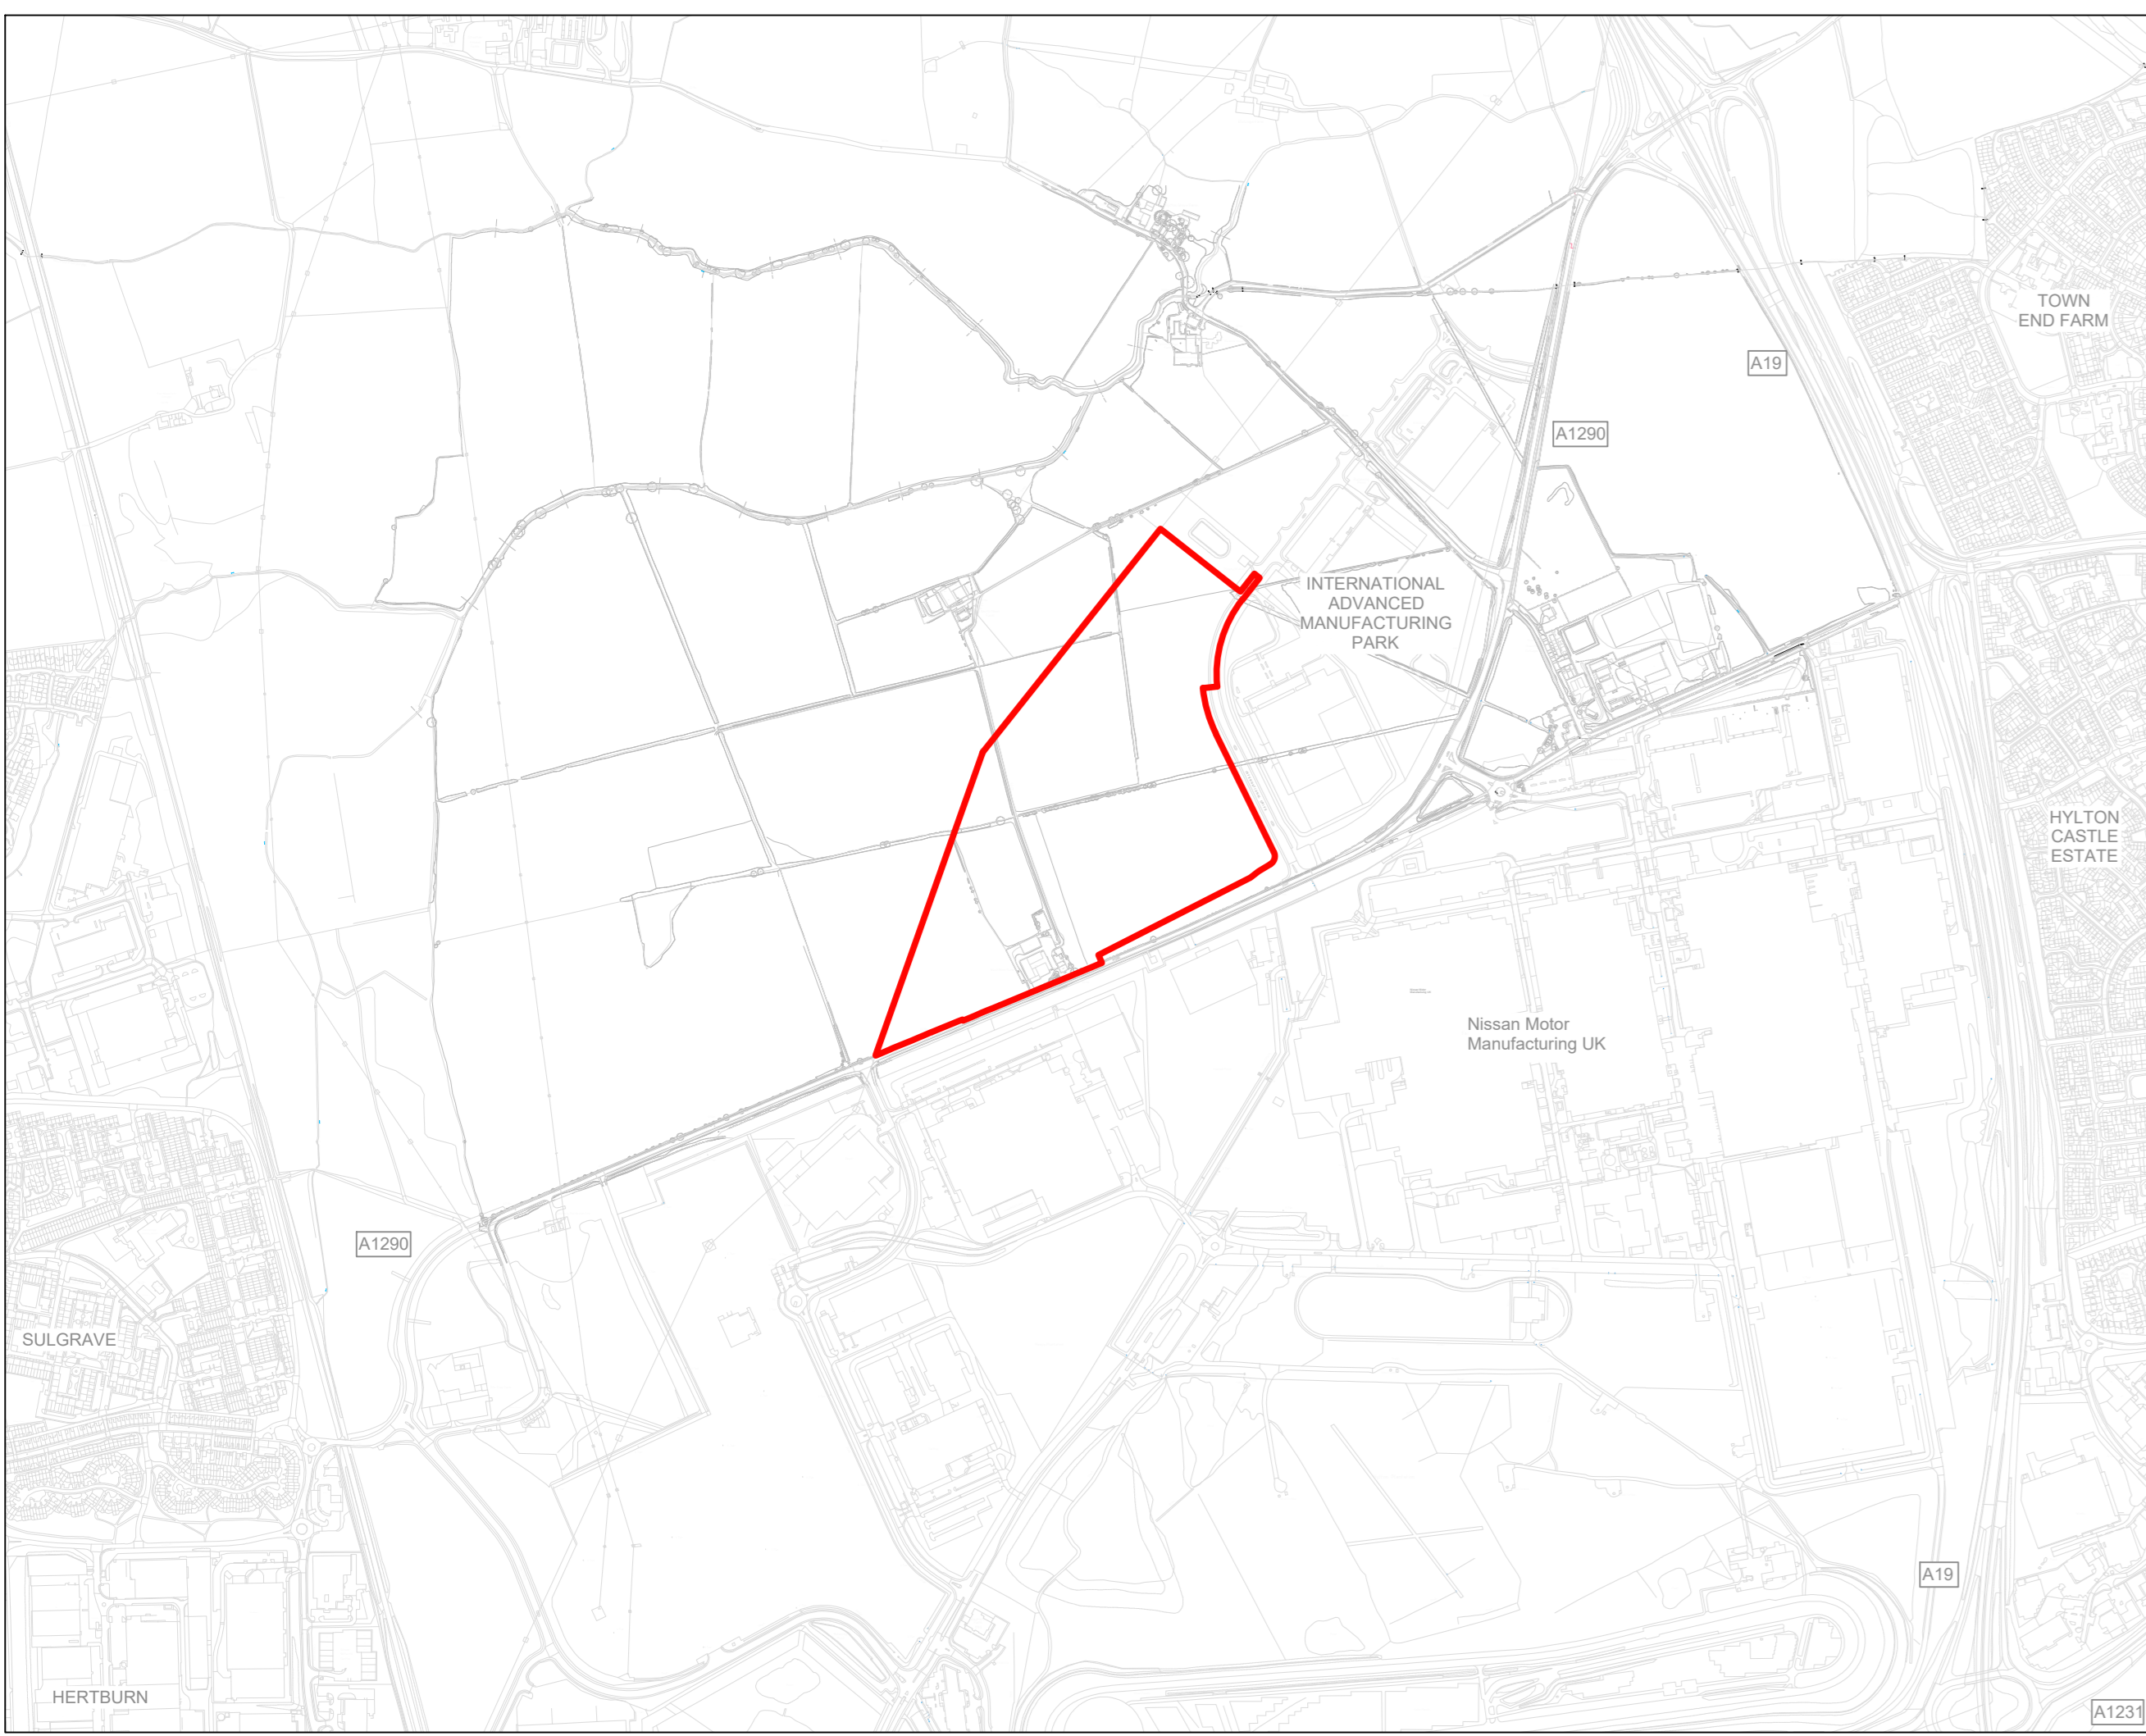 TOWN
END FARM
A19
A1290
INTERNATIONAL
ADVANCED
MANUFACTURING
PARK
HYLTON
CASTLE
ESTATE
Nissan Motor
Manufacturing UK
A1290
SULGRAVE
A19
HERTBURN
A1231